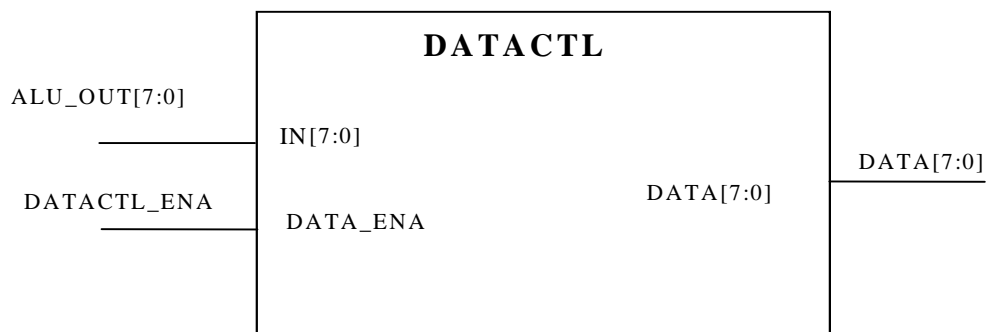 DATACTL
ALU_OUT[7:0]
IN[7:0]
DATA[7:0]
DATACTL_ENA
DATA[7:0]
DATA_ENA